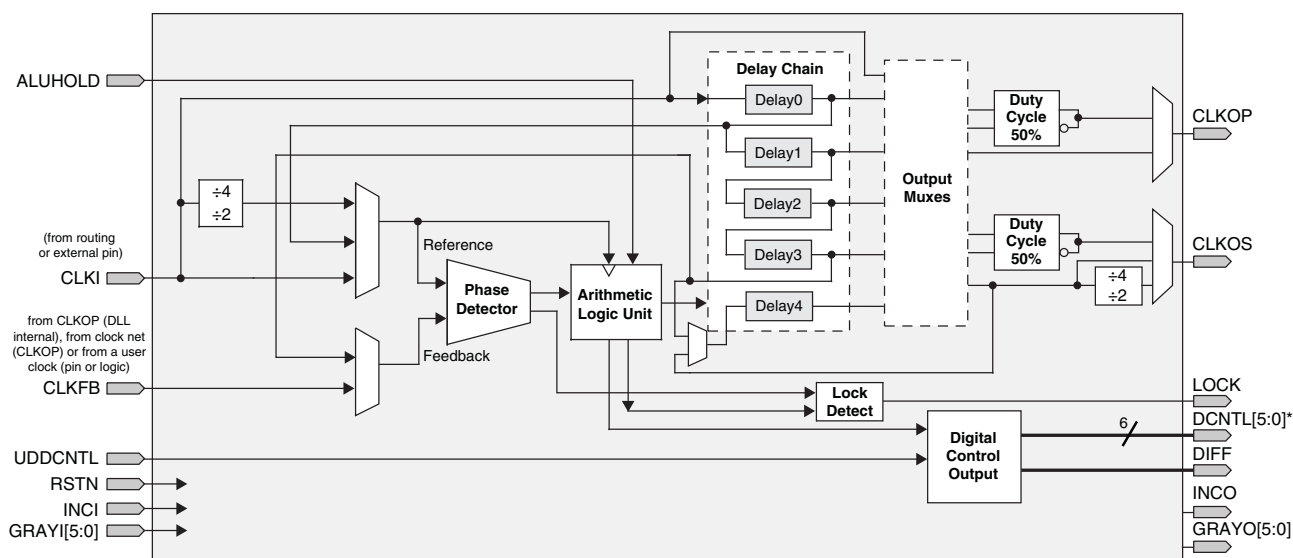 ALUHOLD
(from routing
or external pin)
CLKI
from CLKOP (DLL
internal), from clock net
(CLKOP) or from a user
clock (pin or logic)
CLKFB
UDDCNTL
RSTN
INCI
GRAYI[5:0]
÷4
÷2
Reference
Feedback
Phase
Detector
Arithmetic
Logic Unit
Delay Chain
Delay0
Delay1
Delay2
Delay3
Delay4
Output
Muxes
Duty
Cycle
50%
Duty
Cycle
50%
÷4
÷2
Lock
Detect
Digital
Control
Output
6
CLKOP
CLKOS
LOCK
DCNTL[5:0]*
DIFF
INCO
GRAYO[5:0]